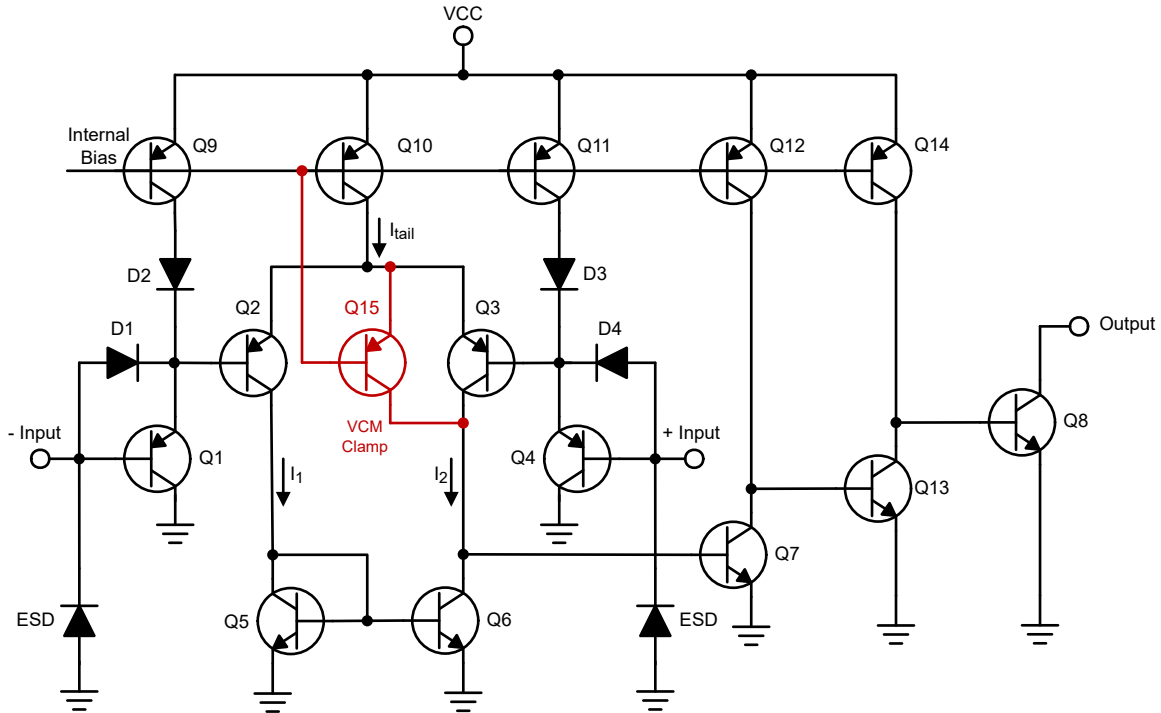 VCC
Internal
Bias
Q9
Q10
Q11
Q12
Q14
Itail
D2
D3
Q2
Q15
Q3
D1
D4
Output
VCM
Clamp
- Input
Q1
Q4
+ Input
Q8
I1
I2
Q13
Q7
ESD
Q5
Q6
ESD